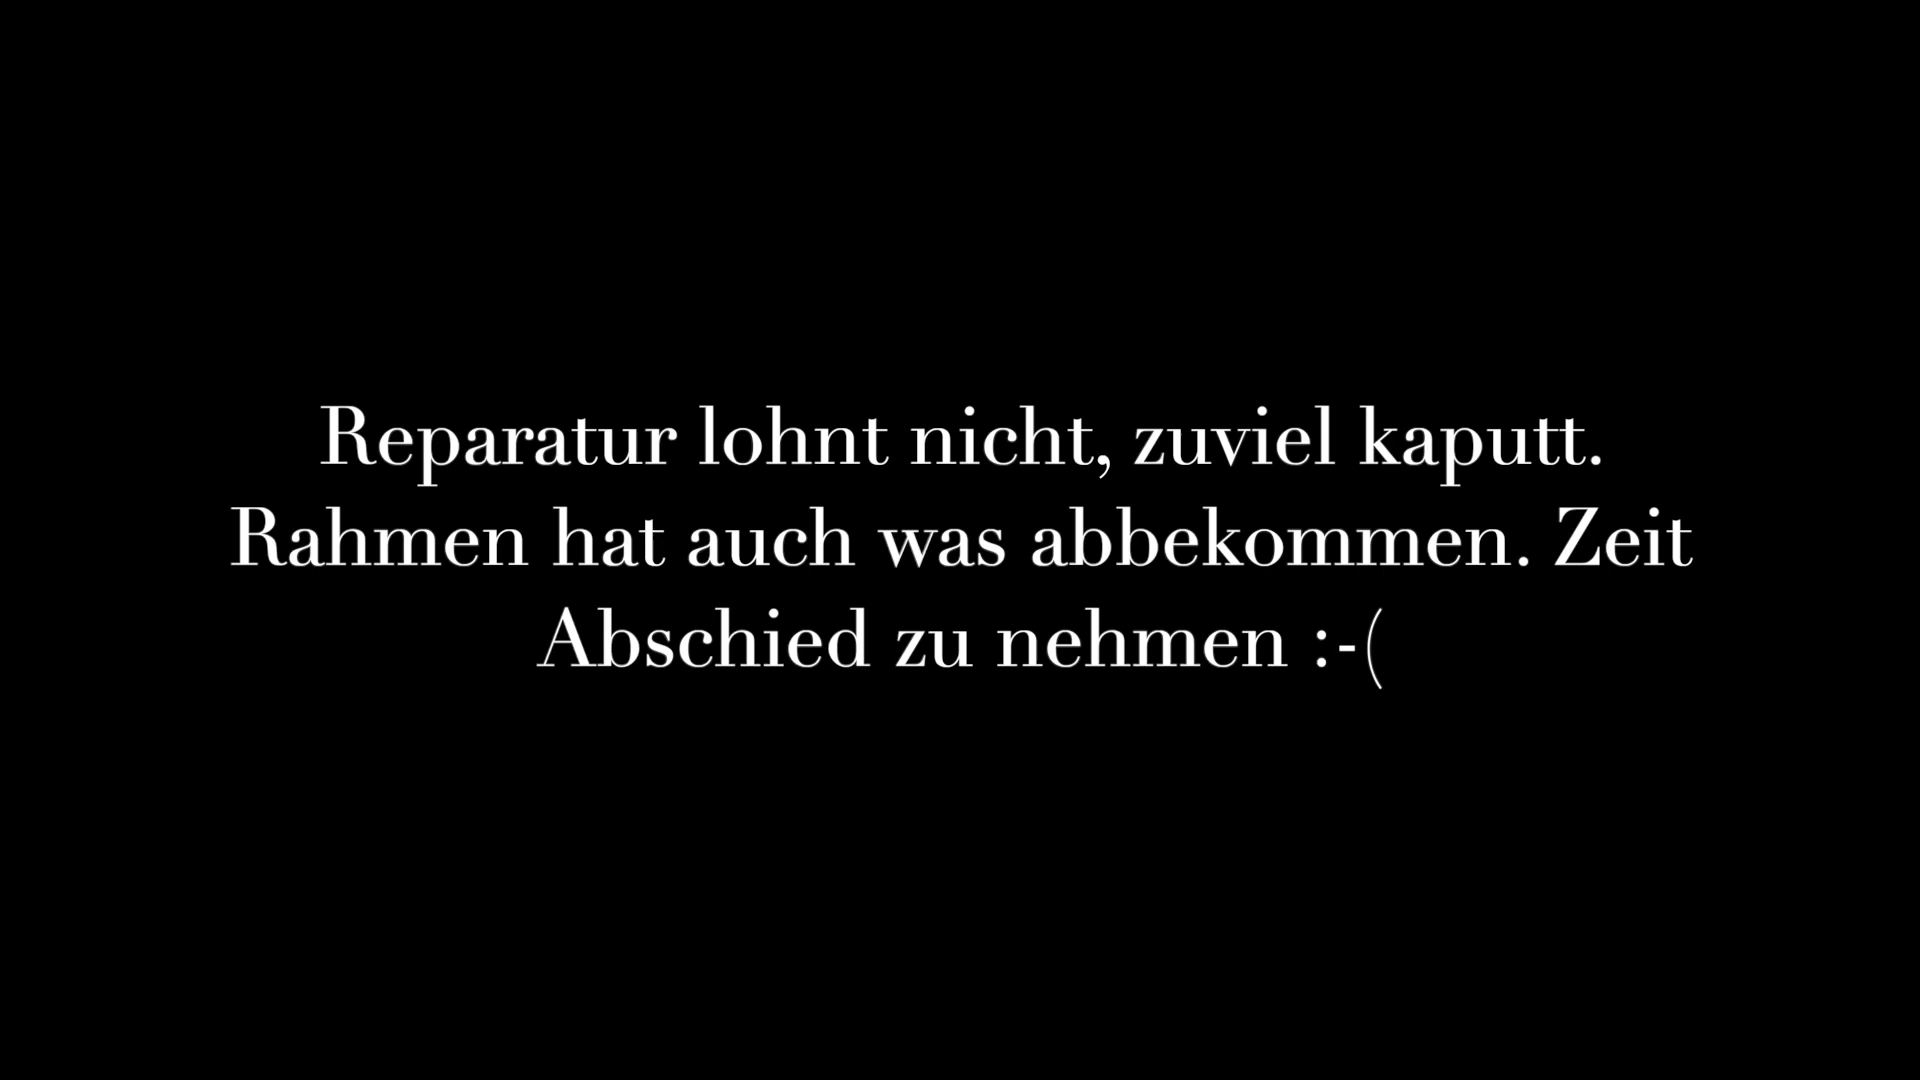 Reparatur lohnt nicht, zuviel kaputt.
Rahmen hat auch was abbekommen. Zeit
Abschied zu nehmen :-(